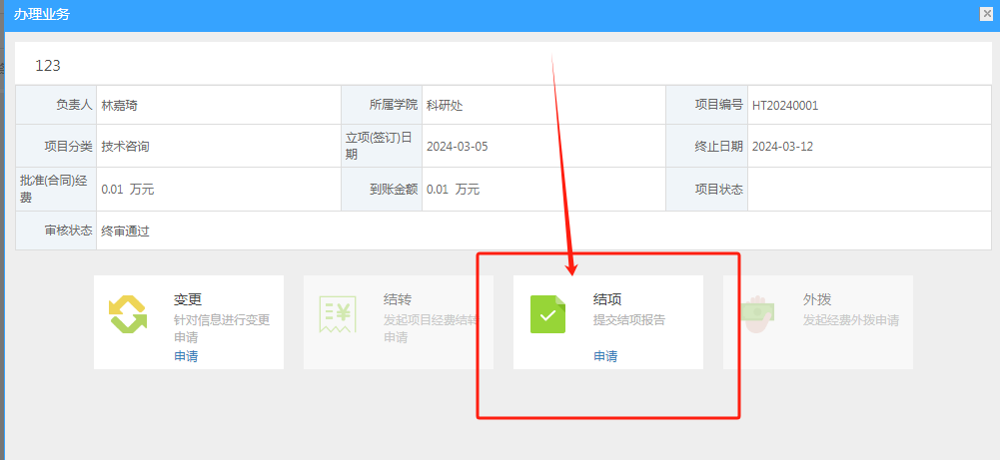 办理业务
123
负责人 林嘉琦 所属学院 科研处 项目编号 HT20240001
项目分类 技术咨询 立项(签订)日期 2024-03-05 终止日期 2024-03-12
批准(合同)经费 0.01 万元 到账金额 0.01 万元 项目状态
审核状态 终审通过
变更
针对信息进行变更
申请
申请
结转
发起项目经费结转
申请
结项
提交结项报告
申请
外拨
发起经费外拨申请